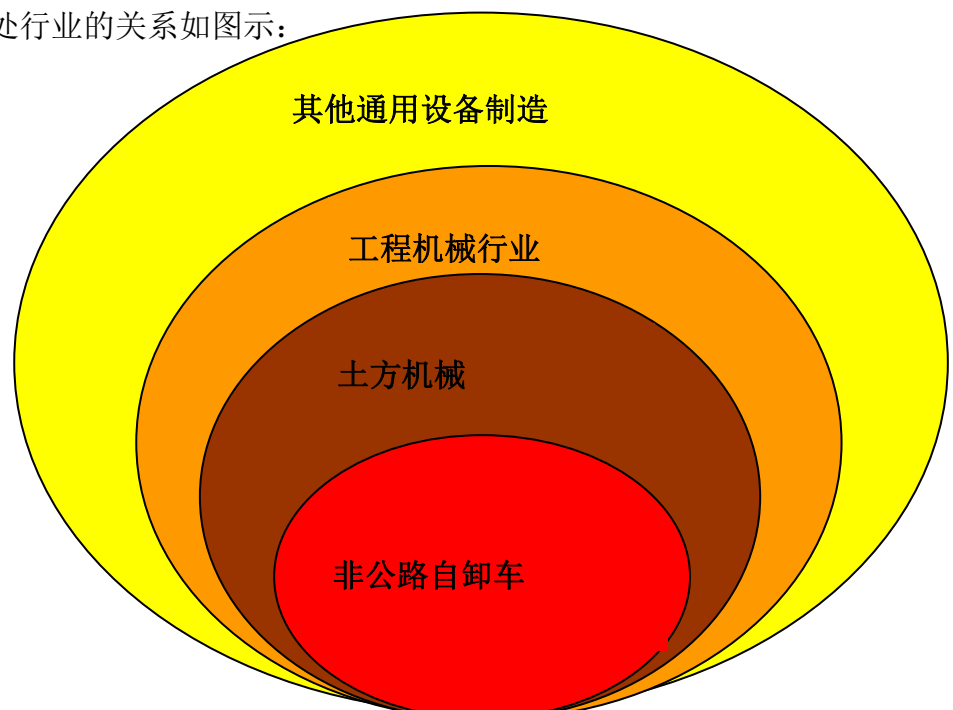 处行业的关系如图示：
其他通用设备制造
工程机械行业
土方机械
非公路自卸车